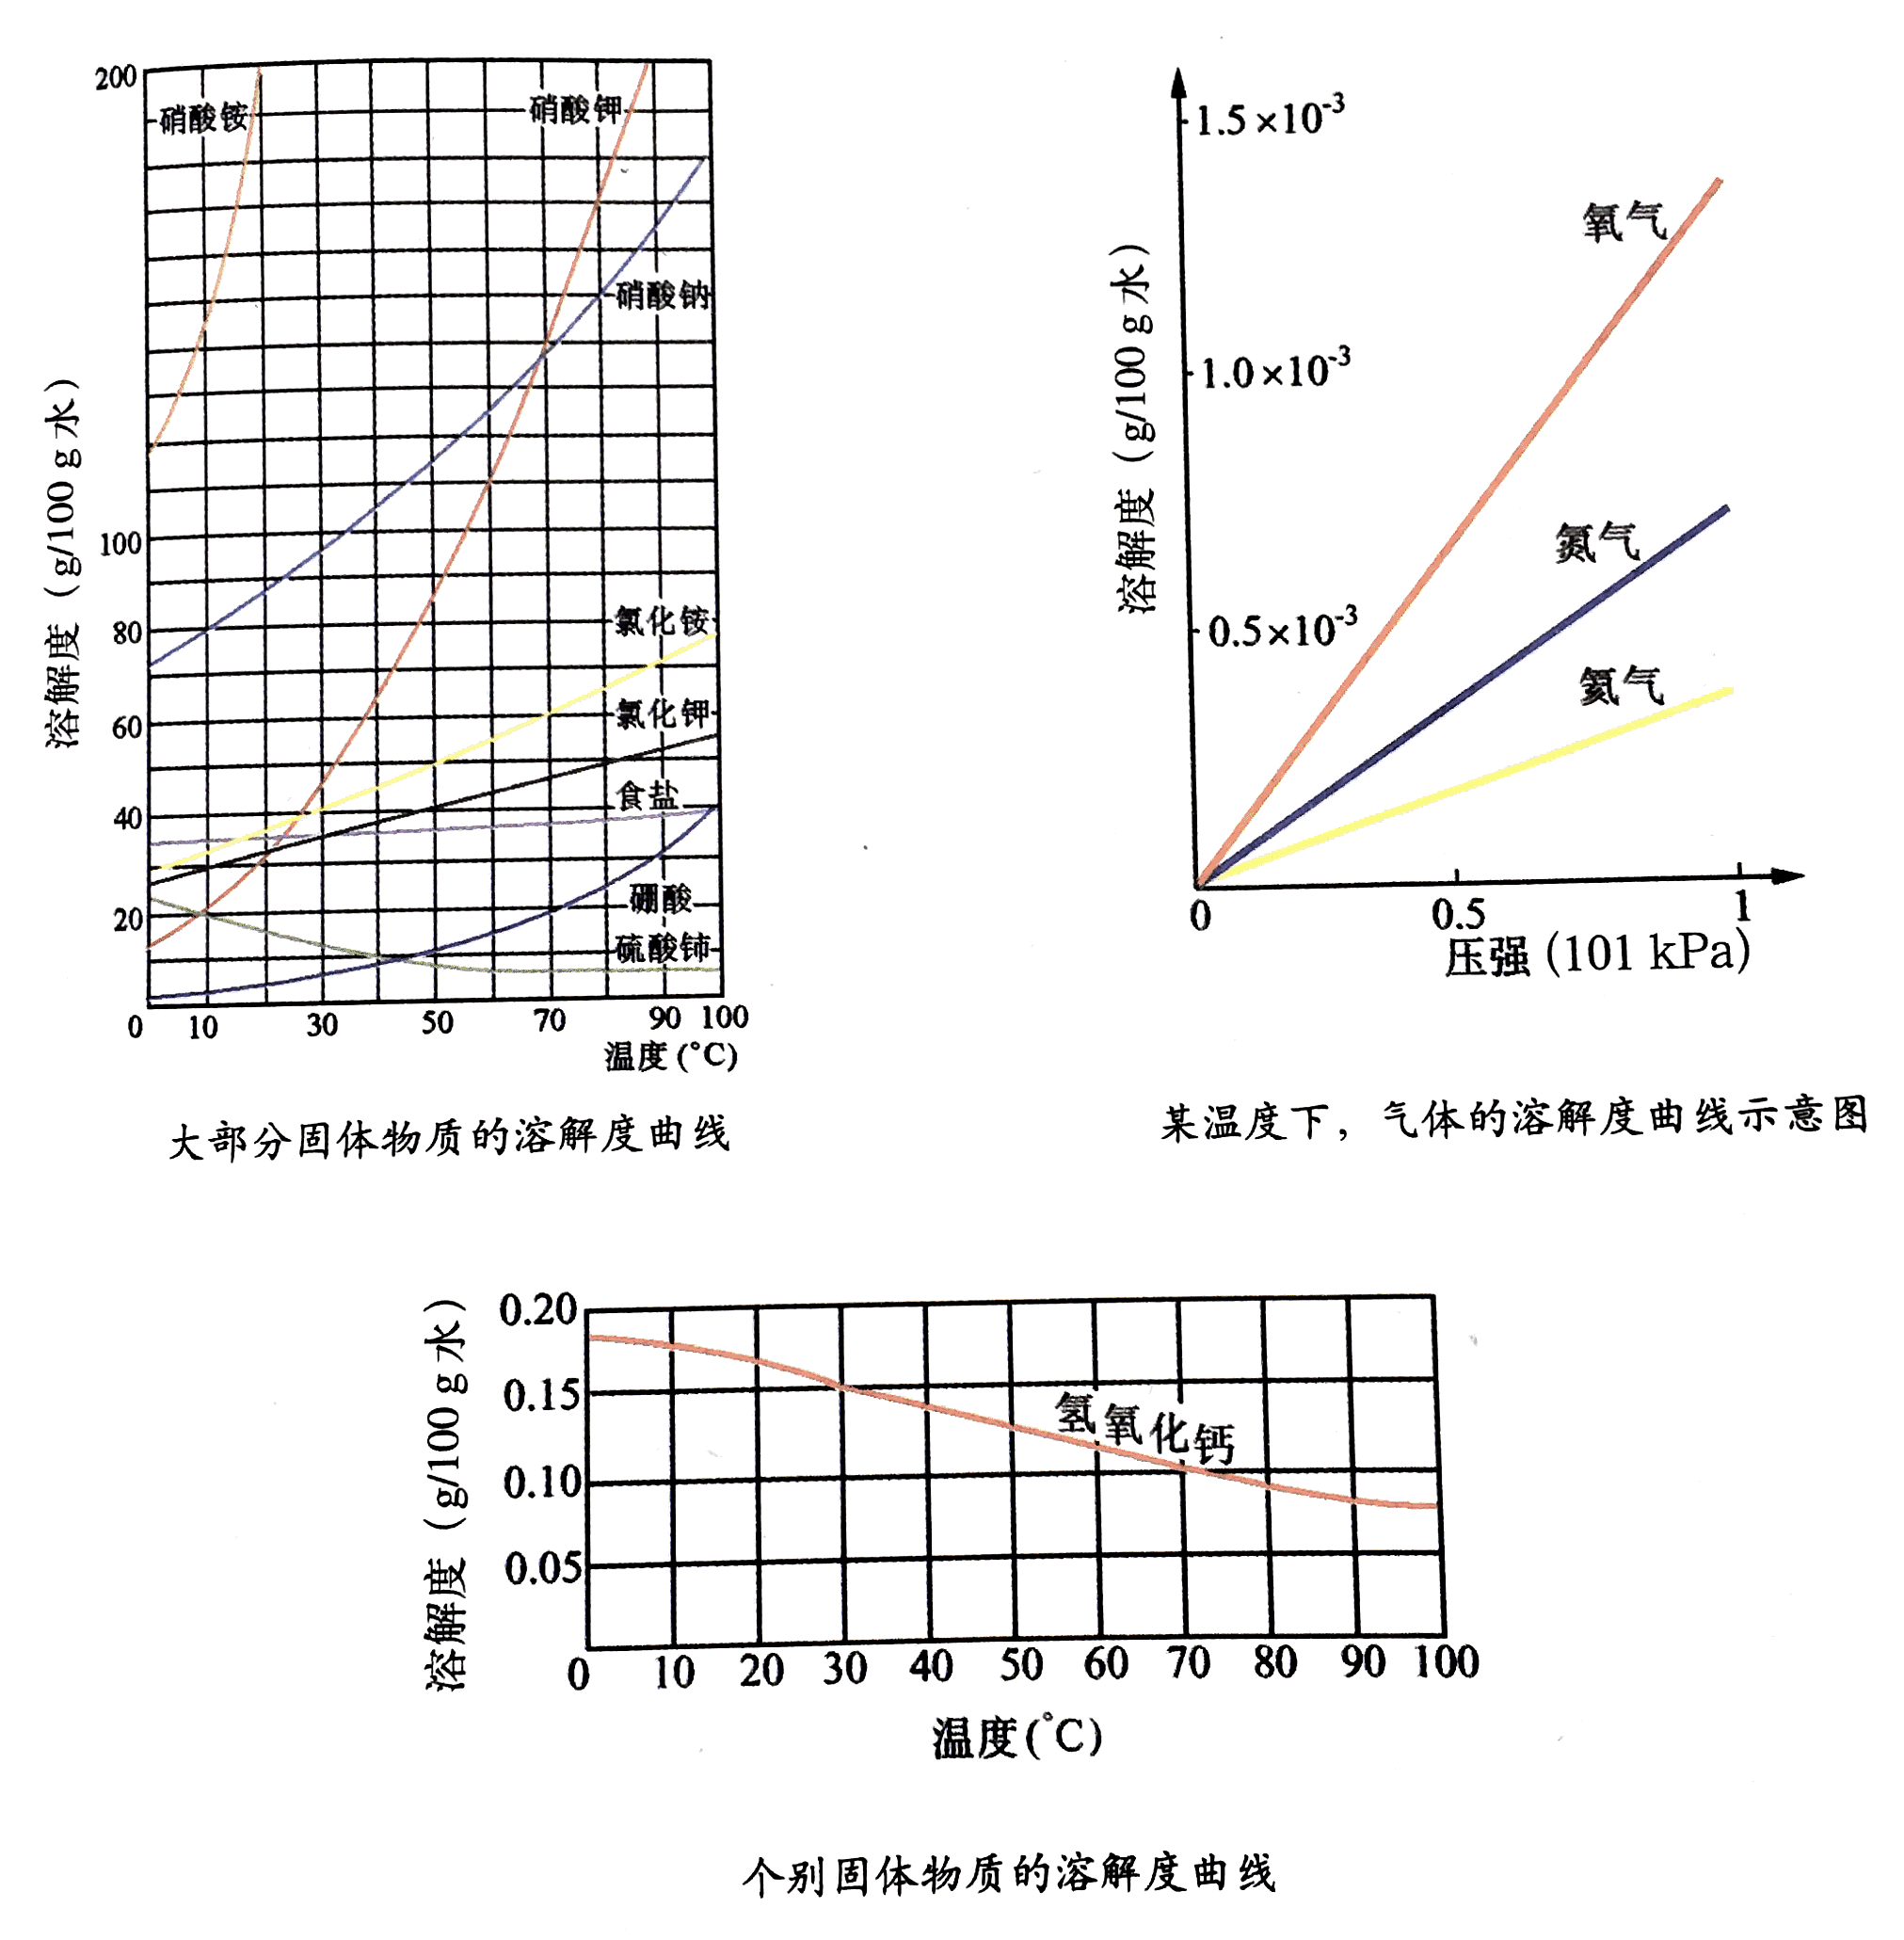 200
硝酸铵
硝酸钾
硝酸钠
100
80
60
40
20
氯化铵
氯化钾
食盐
硼酸
硫酸铈
0 10 30 50 70 90 100
温度(°C)
溶解度（g/100 g 水）
大部分固体物质的溶解度曲线
1.5×10⁻³
1.0×10⁻³
0.5×10⁻³
氧气
氮气
氦气
0 0.5 1
压强(101 kPa)
溶解度（g/100 g 水）
某温度下，气体的溶解度曲线示意图
0.20
0.15
0.10
0.05
氢氧化钙
0 10 20 30 40 50 60 70 80 90 100
温度(°C)
溶解度（g/100 g 水）
个别固体物质的溶解度曲线